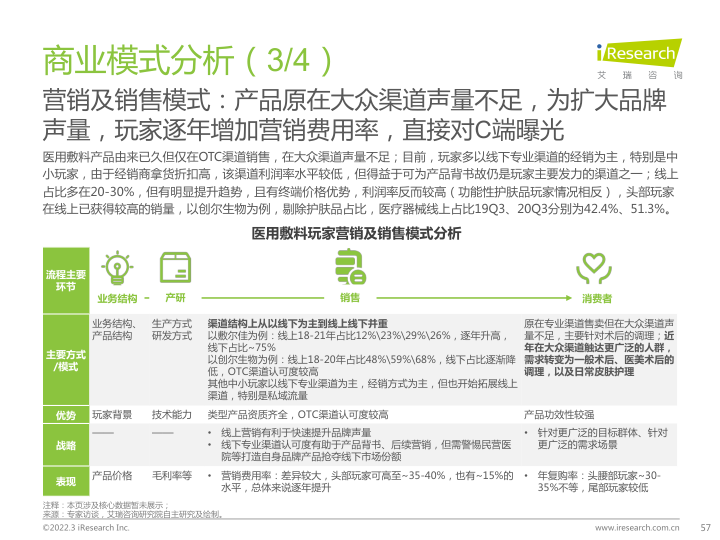 商业模式分析（3/4）
iResearch
艾 瑞 咨 询
营销及销售模式：产品原在大众渠道声量不足，为扩大品牌
声量，玩家逐年增加营销费用率，直接对C端曝光
医用敷料产品由来已久但仅在OTC渠道销售，在大众渠道声量不足；目前，玩家多以线下专业渠道的经销为主，特别是中
小玩家，由于经销商拿货折扣高，该渠道利润率水平较低，但得益于可为产品背书故仍是玩家主要发力的渠道之一；线上
占比多在20-30%，但有明显提升趋势，且有终端价格优势，利润率反而较高（功能性护肤品玩家情况相反），头部玩家
在线上已获得较高的销量，以创尔生物为例，剔除护肤品占比，医疗器械线上占比19Q3、20Q3分别为42.4%、51.3%。
医用敷料玩家营销及销售模式分析
流程主要
环节
业务结构
产研
销售
消费者
主要方式
/模式
业务结构、
产品结构
生产方式
研发方式
渠道结构上从以线下为主到线上线下并重
以敷尔佳为例：线上18-21年占比12%\23%\29%\26%，逐年升高，
线下占比~75%
以创尔生物为例：线上18-20年占比48%\59%\68%，线下占比逐渐降
低，OTC渠道认可度较高
其他中小玩家以线下专业渠道为主，经销方式为主，但也开始拓展线上
渠道，特别是私域流量
原在专业渠道售卖但在大众渠道声
量不足，主要针对术后的调理；近
年在大众渠道触达更广泛的人群，
需求转变为一般术后、医美术后的
调理，以及日常皮肤护理
优势
玩家背景
技术能力
类型产品资质齐全，OTC渠道认可度较高
产品功效性较强
战略
——
——
• 线上营销有利于快速提升品牌声量
• 线下专业渠道认可度有助于产品背书、后续营销，但需警惕民营医
院等打造自身品牌产品抢夺线下市场份额
• 针对更广泛的目标群体、针对
更广泛的需求场景
表现
产品价格
毛利率等
• 营销费用率：差异较大，头部玩家可高至~35-40%，也有~15%的
水平，总体来说逐年提升
• 年复购率：头腰部玩家~30-
35%不等，尾部玩家较低
注释：本页涉及核心数据暂未展示；
来源：专家访谈，艾瑞咨询研究院自主研究及绘制。
©2022.3 iResearch Inc.
www.iresearch.com.cn
57